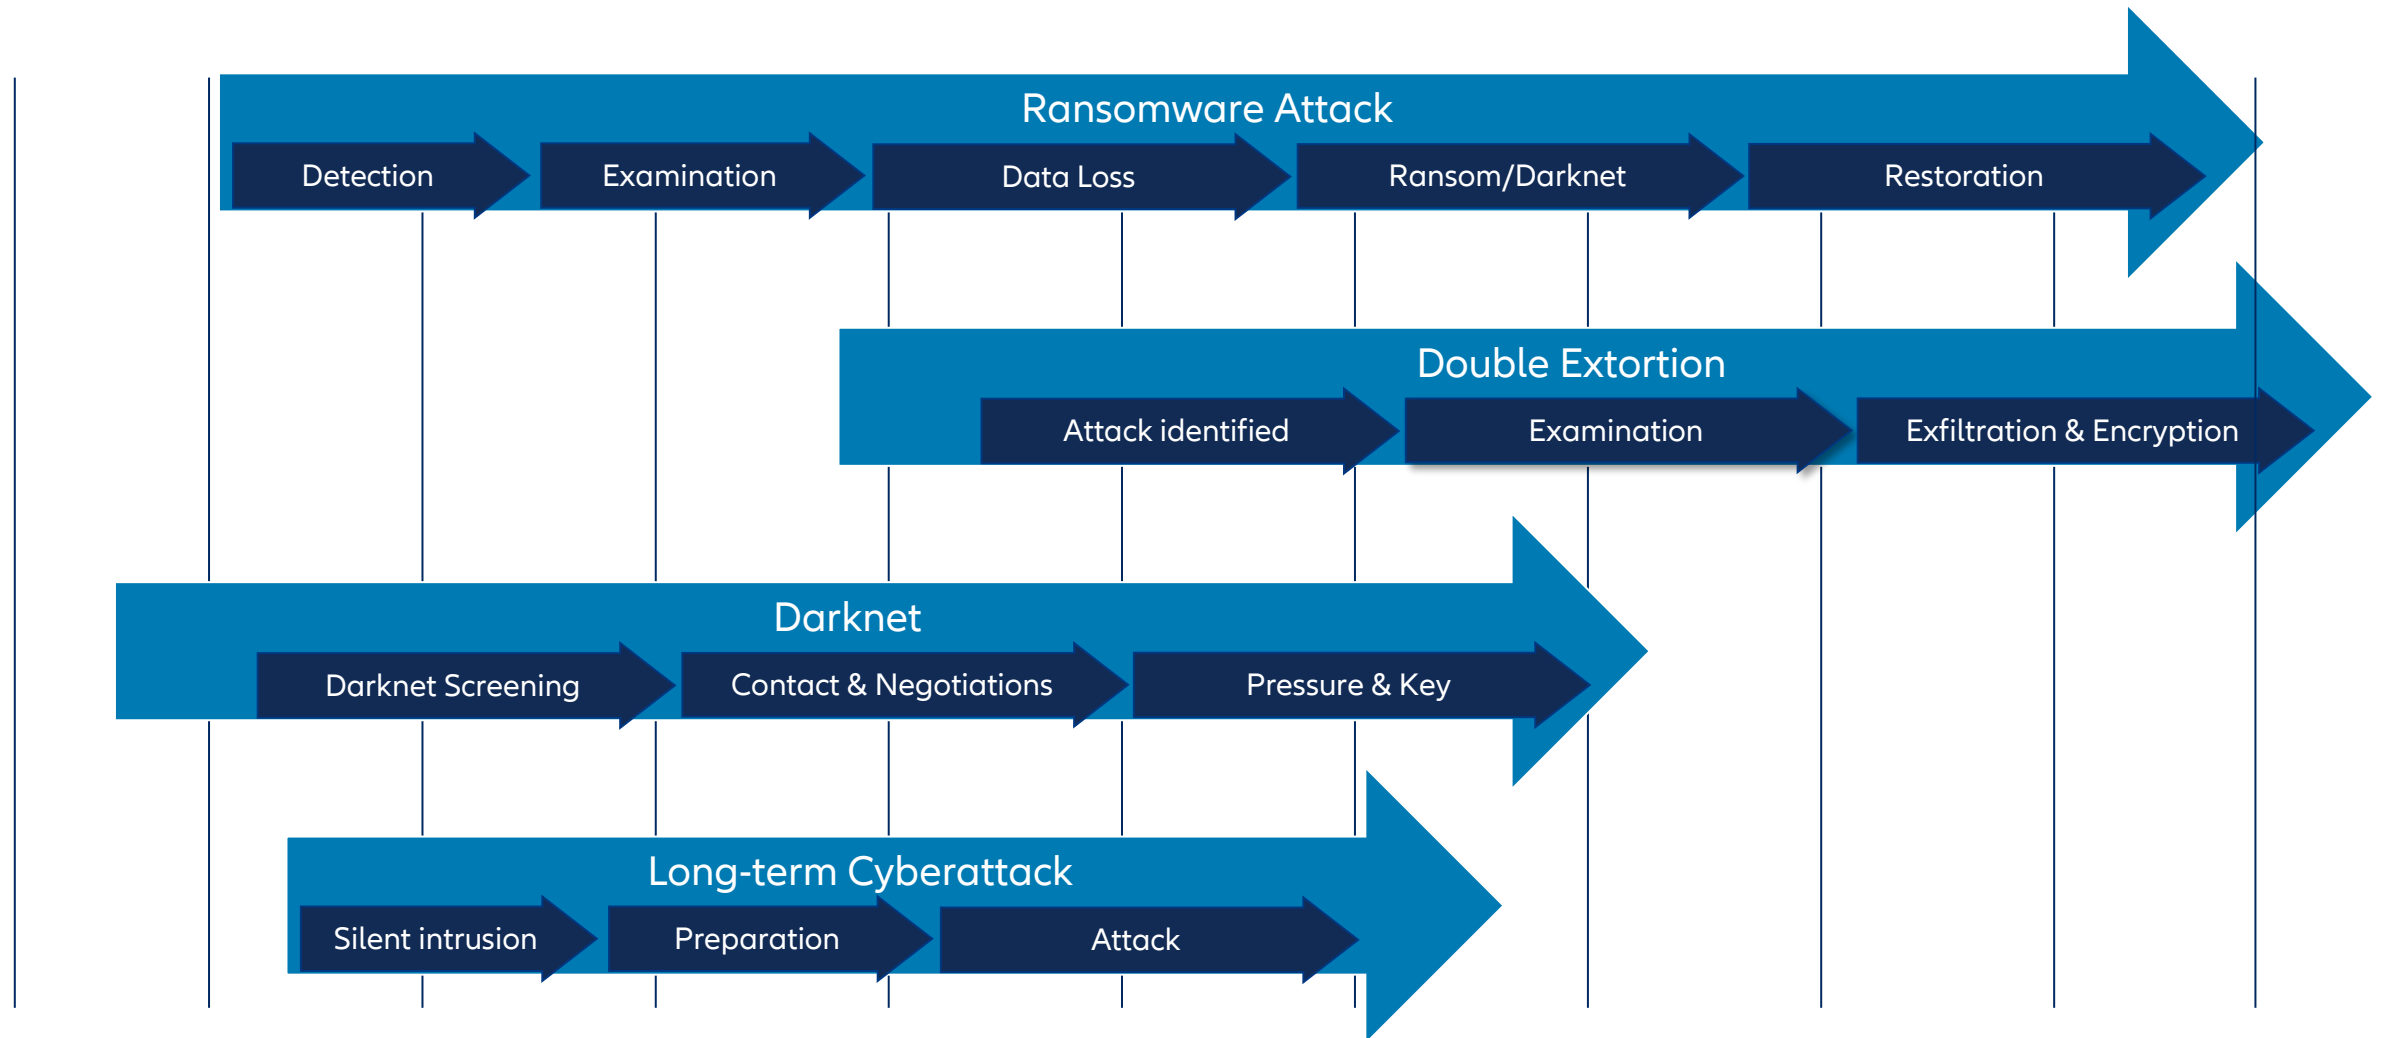 Ransomware Attack
Detection
Examination
Data Loss
Ransom/Darknet
Restoration
Double Extortion
Attack identified
Examination
Exfiltration & Encryption
Darknet
Darknet Screening
Contact & Negotiations
Pressure & Key
Long-term Cyberattack
Silent intrusion
Preparation
Attack